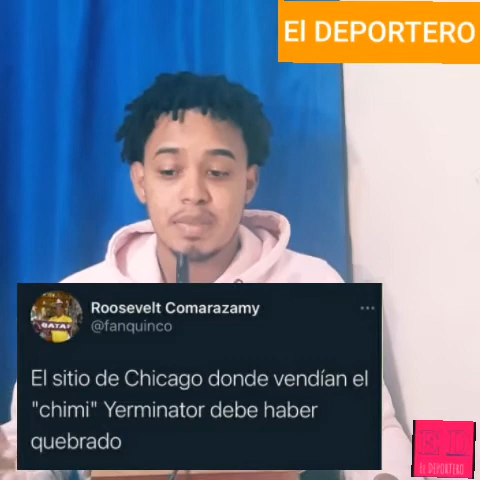 El DEPORTERO
Roosevelt Comarazamy
@fanquinco
El sitio de Chicago donde vendían el
"chimi" Yerminator debe haber
quebrado
EL DEPORTERO